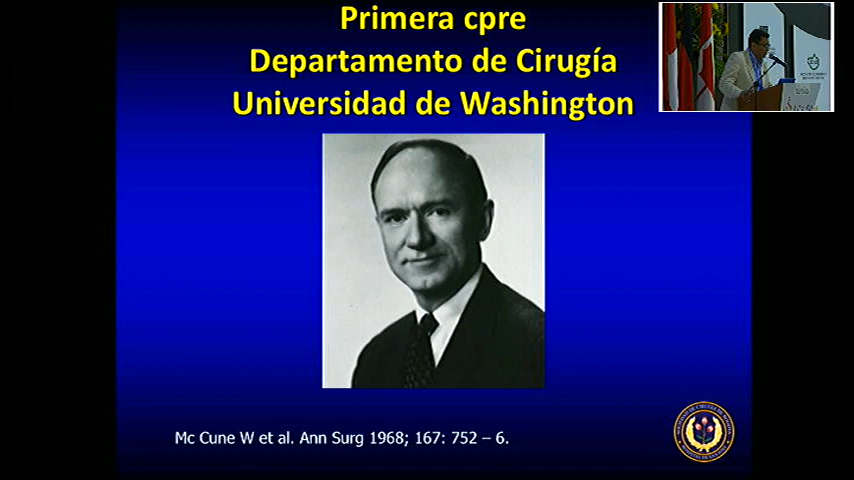 Primera cpre
Departamento de Cirugía
Universidad de Washington
Mc Cune W et al. Ann Surg 1968; 167: 752 – 6.